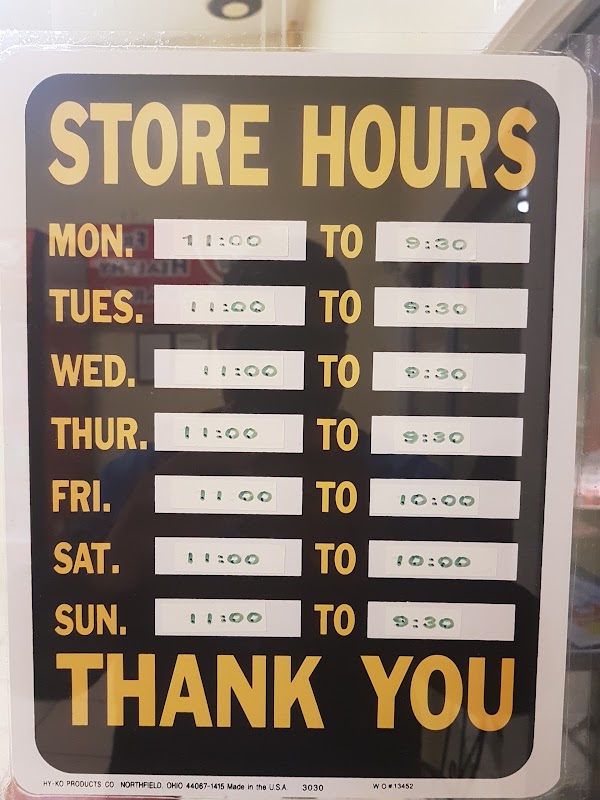 STORE HOURS
MON. 11:00 TO 9:30
TUES. 11:00 TO 9:30
WED. 11:00 TO 9:30
THUR. 11:00 TO 9:30
FRI. 11:00 TO 10:00
SAT. 11:00 TO 10:00
SUN. 11:00 TO 9:30
THANK YOU
HY-KO PRODUCTS CO. NORTHFIELD, OHIO 44067-1415 Made in the U.S.A. 3030 W O #13452
HEALTHY